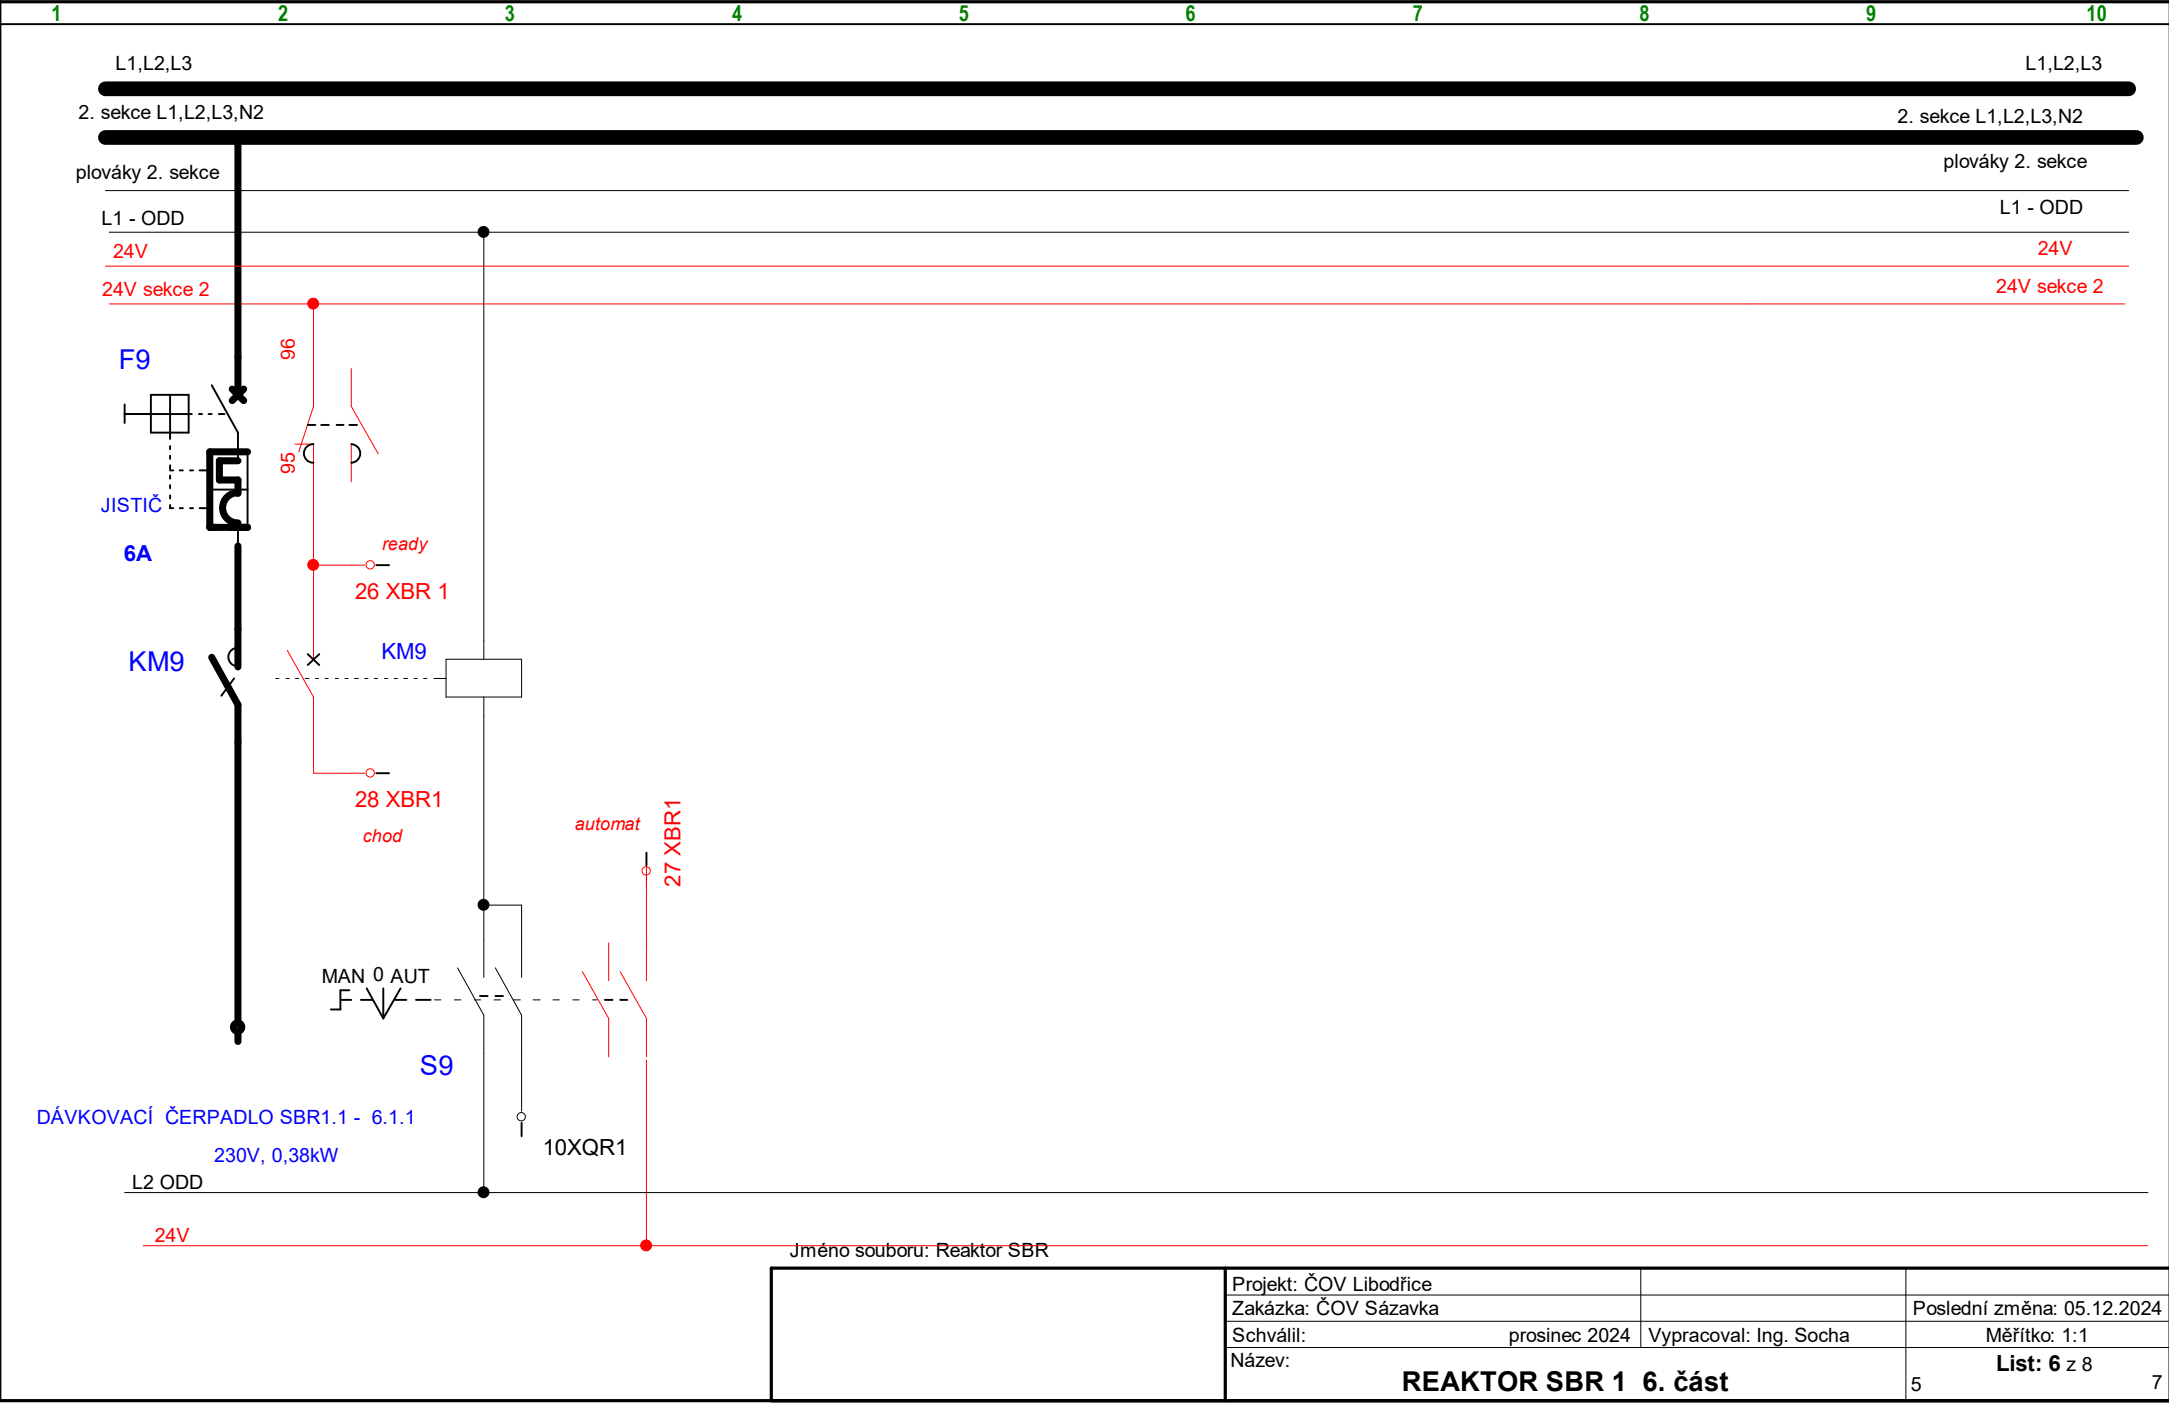 1 2 3 4 5 6 7 8 9 10
L1,L2,L3 L1,L2,L3
2. sekce L1,L2,L3,N2 2. sekce L1,L2,L3,N2
plováky 2. sekce plováky 2. sekce
L1 - ODD L1 - ODD
24V 24V
24V sekce 2 24V sekce 2
96
F9
95
JISTIČ
6A
ready
26 XBR 1
KM9 KM9
28 XBR1
chod
automat
27 XBR1
MAN 0 AUT
S9
DÁVKOVACÍ ČERPADLO SBR1.1 - 6.1.1
10XQR1
230V, 0,38kW
L2 ODD
24V
Jméno souboru: Reaktor SBR
Projekt: ČOV Libodřice
Zakázka: ČOV Sázavka Poslední změna: 05.12.2024
Schválil: prosinec 2024 Vypracoval: Ing. Socha Měřítko: 1:1
Název: List: 6 z 8
REAKTOR SBR 1 6. část 5 7